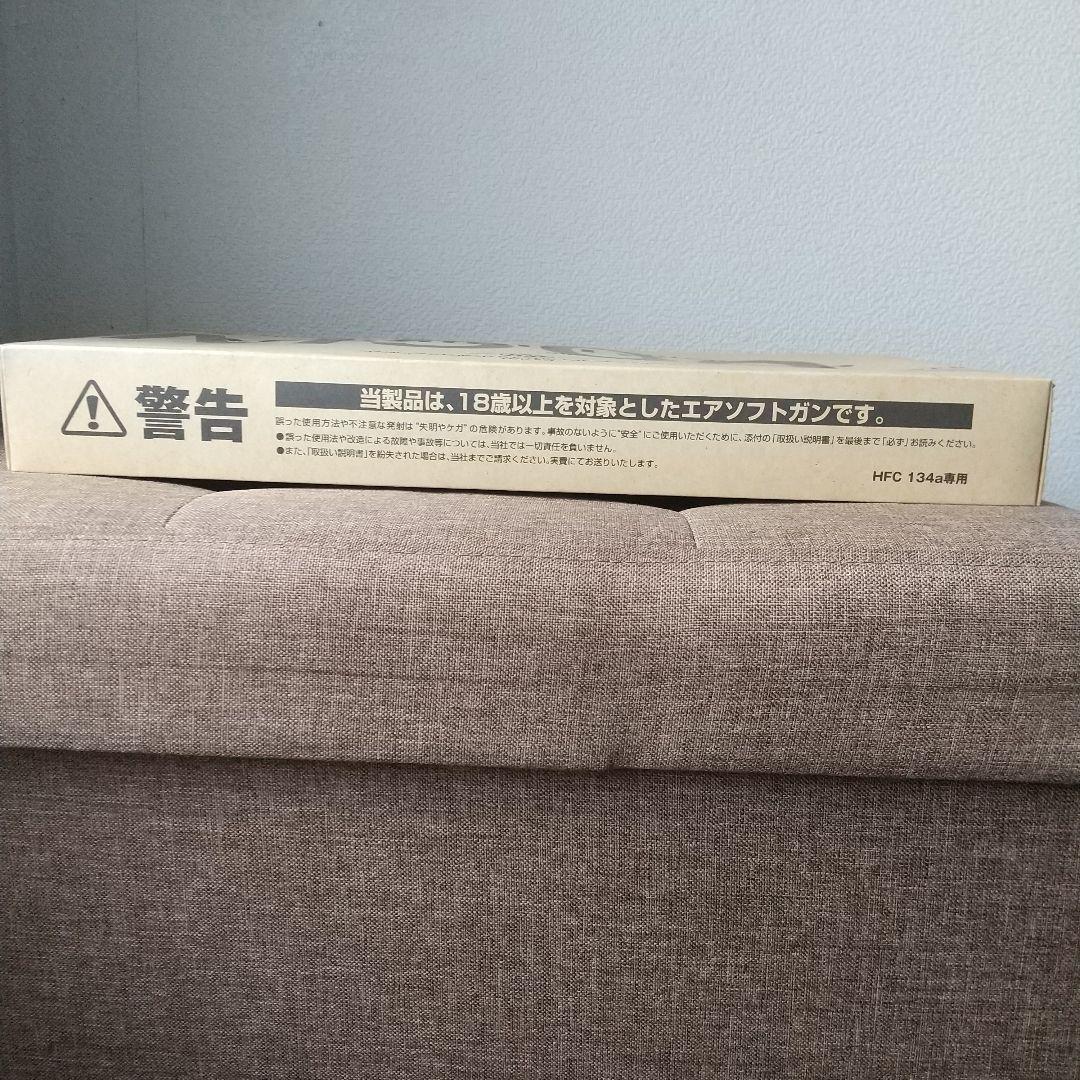 警告
当製品は、18歳以上を対象としたエアソフトガンです。
誤った使用方法や不注意な発射は"失明やケガ"の危険があります。事故のないように"安全"にご使用いただくために、添付の「取扱い説明書」を最後まで「必ず」お読みください。
●誤った使用法や改造による故障や事故等については、当社では一切責任を負いません。
●また、「取扱い説明書」を紛失された場合は、当社までご請求ください。実費にてお送りいたします。
HFC 134a専用